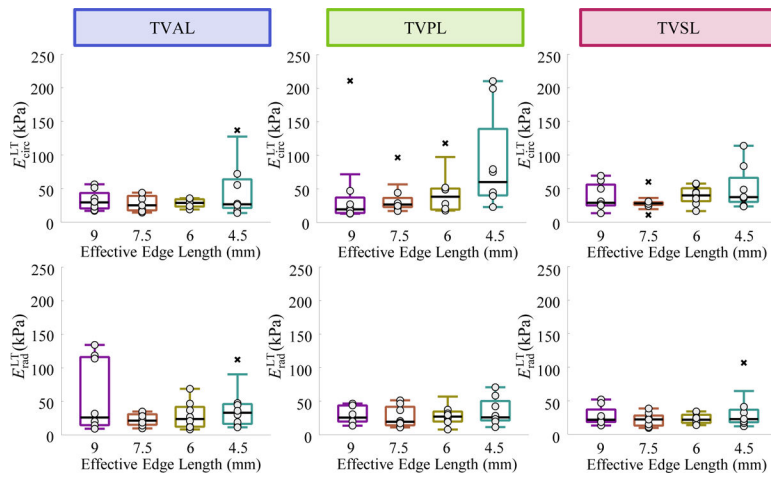 TVAL TVPL TVSL
E^LT_circ (kPa) 250 200 150 100 50 0
9 7.5 6 4.5
Effective Edge Length (mm)
E^LT_circ (kPa) 250 200 150 100 50 0
9 7.5 6 4.5
Effective Edge Length (mm)
E^LT_circ (kPa) 250 200 150 100 50 0
9 7.5 6 4.5
Effective Edge Length (mm)
E^LT_rad (kPa) 250 200 150 100 50 0
9 7.5 6 4.5
Effective Edge Length (mm)
E^LT_rad (kPa) 250 200 150 100 50 0
9 7.5 6 4.5
Effective Edge Length (mm)
E^LT_rad (kPa) 250 200 150 100 50 0
9 7.5 6 4.5
Effective Edge Length (mm)